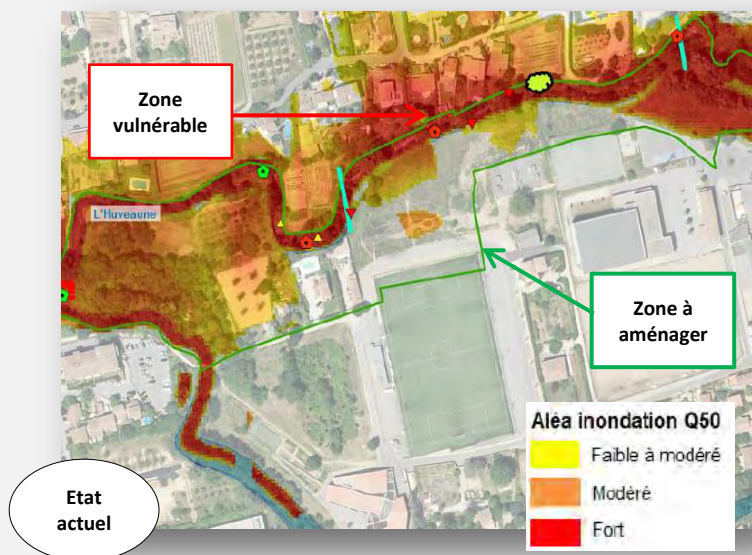 Zone
vulnérable
L'Huveaune
Zone à
aménager
Aléa inondation Q50
Faible à modéré
Modéré
Fort
Etat
actuel